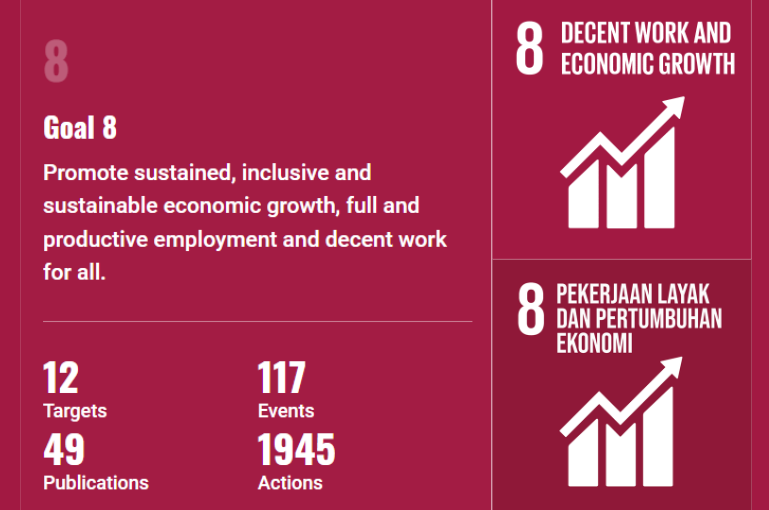 8
Goal 8
Promote sustained, inclusive and
sustainable economic growth, full and
productive employment and decent work
for all.
12
Targets
117
Events
49
Publications
1945
Actions
8 DECENT WORK AND
ECONOMIC GROWTH
8 PEKERJAAN LAYAK
DAN PERTUMBUHAN
EKONOMI